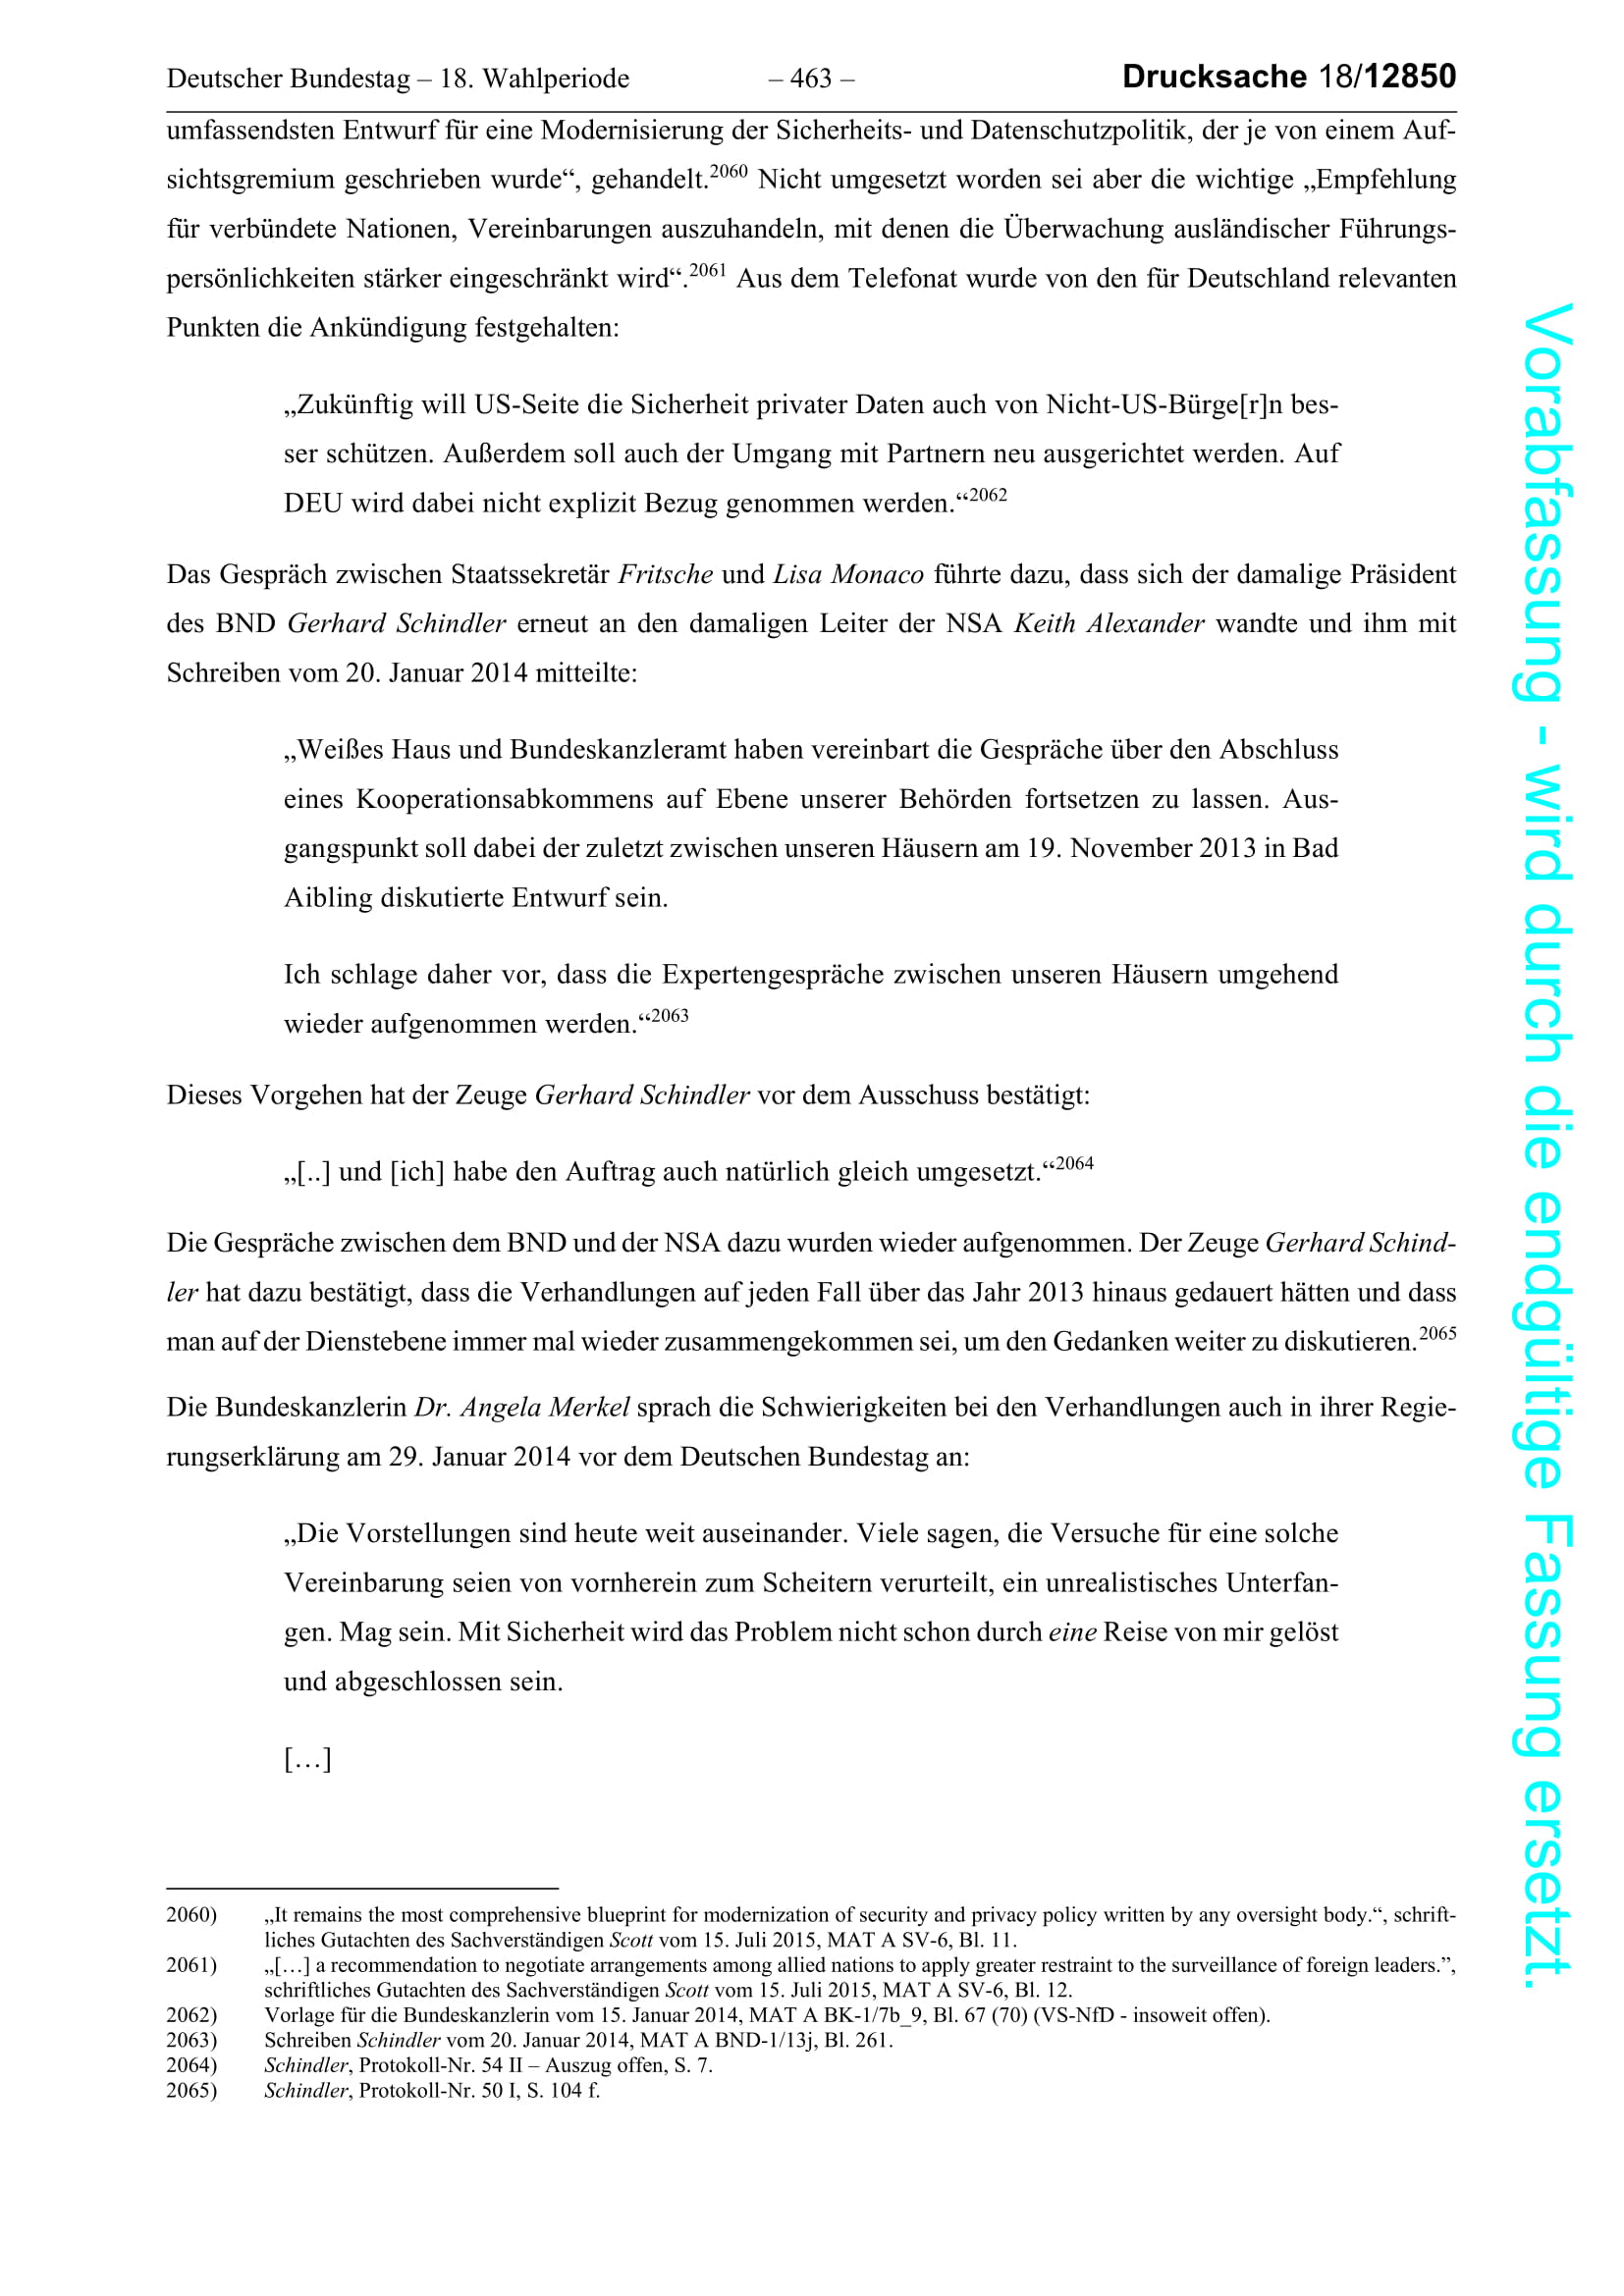 Deutscher Bundestag – 18. Wahlperiode – 463 – Drucksache 18/12850
umfassendsten Entwurf für eine Modernisierung der Sicherheits- und Datenschutzpolitik, der je von einem Auf-
sichtsgremium geschrieben wurde“, gehandelt.2060 Nicht umgesetzt worden sei aber die wichtige „Empfehlung
für verbündete Nationen, Vereinbarungen auszuhandeln, mit denen die Überwachung ausländischer Führungs-
persönlichkeiten stärker eingeschränkt wird“.2061 Aus dem Telefonat wurde von den für Deutschland relevanten
Punkten die Ankündigung festgehalten:
„Zukünftig will US-Seite die Sicherheit privater Daten auch von Nicht-US-Bürge[r]n bes-
ser schützen. Außerdem soll auch der Umgang mit Partnern neu ausgerichtet werden. Auf
DEU wird dabei nicht explizit Bezug genommen werden.“2062
Das Gespräch zwischen Staatssekretär Fritsche und Lisa Monaco führte dazu, dass sich der damalige Präsident
des BND Gerhard Schindler erneut an den damaligen Leiter der NSA Keith Alexander wandte und ihm mit
Schreiben vom 20. Januar 2014 mitteilte:
„Weißes Haus und Bundeskanzleramt haben vereinbart die Gespräche über den Abschluss
eines Kooperationsabkommens auf Ebene unserer Behörden fortsetzen zu lassen. Aus-
gangspunkt soll dabei der zuletzt zwischen unseren Häusern am 19. November 2013 in Bad
Aibling diskutierte Entwurf sein.
Ich schlage daher vor, dass die Expertengespräche zwischen unseren Häusern umgehend
wieder aufgenommen werden.“2063
Dieses Vorgehen hat der Zeuge Gerhard Schindler vor dem Ausschuss bestätigt:
„[..] und [ich] habe den Auftrag auch natürlich gleich umgesetzt.“2064
Die Gespräche zwischen dem BND und der NSA dazu wurden wieder aufgenommen. Der Zeuge Gerhard Schind-
ler hat dazu bestätigt, dass die Verhandlungen auf jeden Fall über das Jahr 2013 hinaus gedauert hätten und dass
man auf der Dienstebene immer mal wieder zusammengekommen sei, um den Gedanken weiter zu diskutieren.2065
Die Bundeskanzlerin Dr. Angela Merkel sprach die Schwierigkeiten bei den Verhandlungen auch in ihrer Regie-
rungserklärung am 29. Januar 2014 vor dem Deutschen Bundestag an:
„Die Vorstellungen sind heute weit auseinander. Viele sagen, die Versuche für eine solche
Vereinbarung seien von vornherein zum Scheitern verurteilt, ein unrealistisches Unterfan-
gen. Mag sein. Mit Sicherheit wird das Problem nicht schon durch eine Reise von mir gelöst
und abgeschlossen sein.
[…]
2060) „It remains the most comprehensive blueprint for modernization of security and privacy policy written by any oversight body.“, schrift-
liches Gutachten des Sachverständigen Scott vom 15. Juli 2015, MAT A SV-6, Bl. 11.
2061) „[…] a recommendation to negotiate arrangements among allied nations to apply greater restraint to the surveillance of foreign leaders.”,
schriftliches Gutachten des Sachverständigen Scott vom 15. Juli 2015, MAT A SV-6, Bl. 12.
2062) Vorlage für die Bundeskanzlerin vom 15. Januar 2014, MAT A BK-1/7b_9, Bl. 67 (70) (VS-NfD - insoweit offen).
2063) Schreiben Schindler vom 20. Januar 2014, MAT A BND-1/13j, Bl. 261.
2064) Schindler, Protokoll-Nr. 54 II – Auszug offen, S. 7.
2065) Schindler, Protokoll-Nr. 50 I, S. 104 f.
Vorabfassung - wird durch die endgültige Fassung ersetzt.